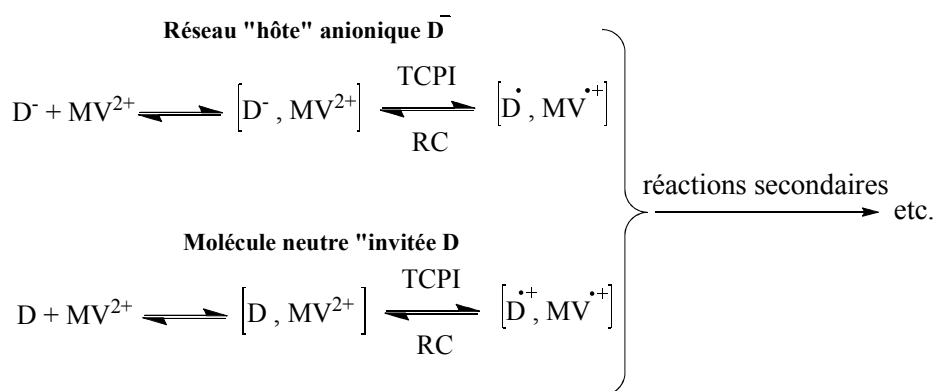 Réseau "hôte" anionique D⁻
TCPI
D⁻ + MV²⁺ ⇌ [D⁻ , MV²⁺] ⇌ [D•, MV•⁺]
RC
réactions secondaires
etc.
Molécule neutre "invitée D
TCPI
D + MV²⁺ ⇌ [D , MV²⁺ ] ⇌ [D•⁺, MV•⁺]
RC